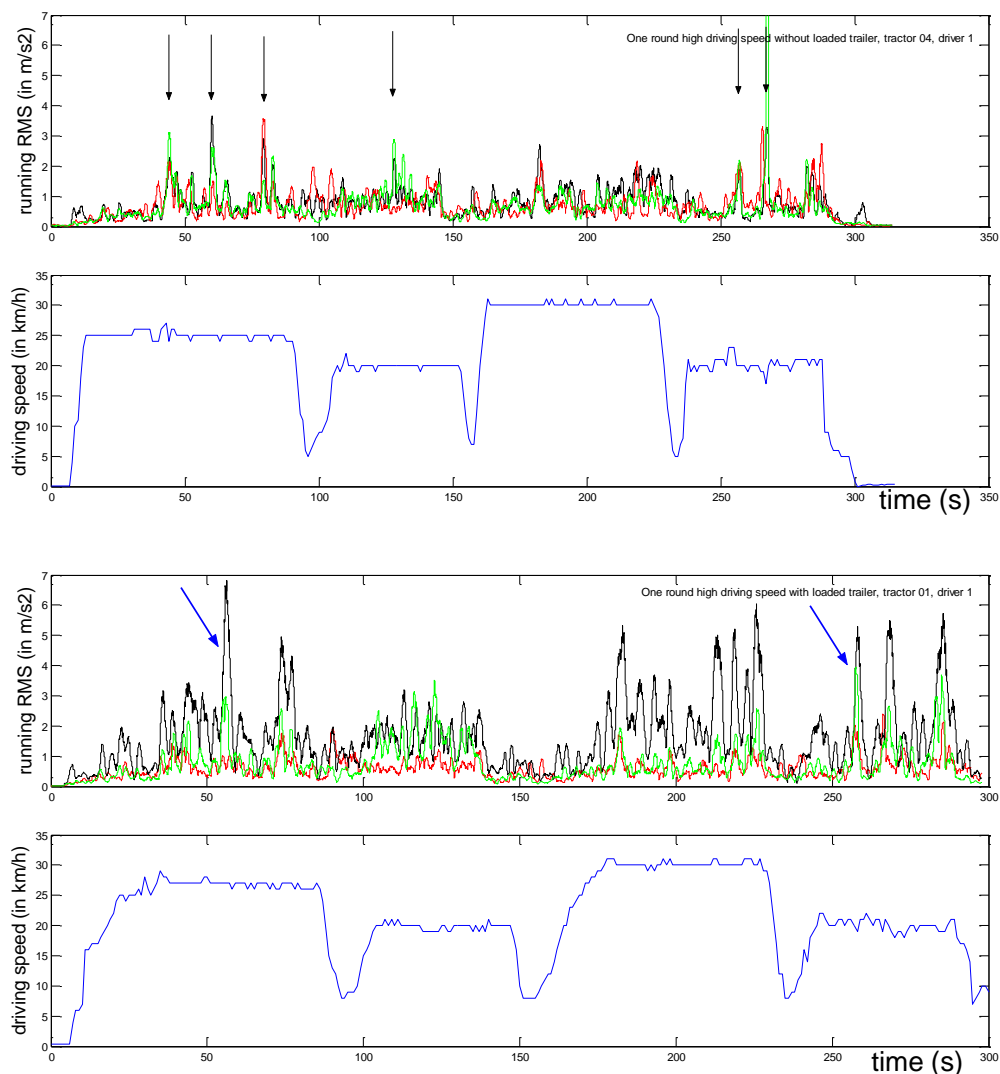 One round high driving speed without loaded trailer, tractor 04, driver 1
running RMS (in m/s2)
7
6
5
4
3
2
1
0
0 50 100 150 200 250 300 350
driving speed (in km/h)
35
30
25
20
15
10
5
0
0 50 100 150 200 250 300 350
time (s)
One round high driving speed with loaded trailer, tractor 01, driver 1
running RMS (in m/s2)
7
6
5
4
3
2
1
0
0 50 100 150 200 250 300
driving speed (in km/h)
35
30
25
20
15
10
5
0
0 50 100 150 200 250 300
time (s)